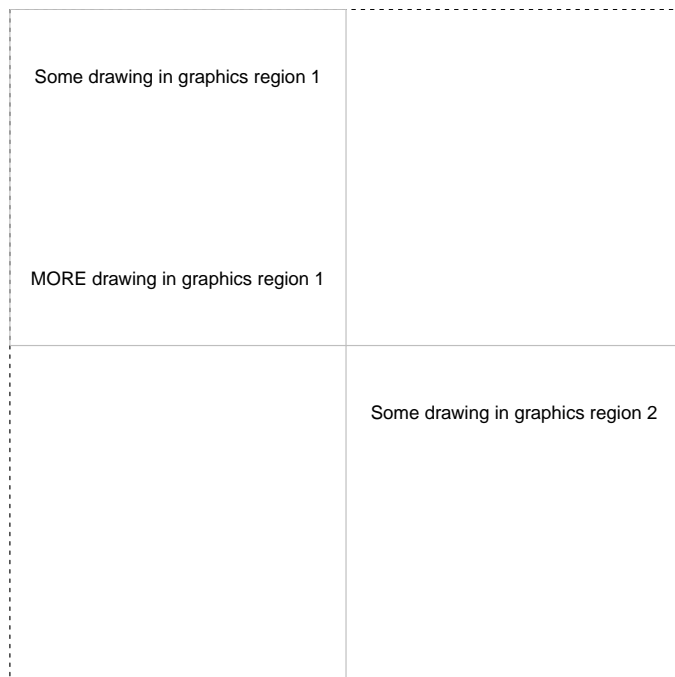 Some drawing in graphics region 1
MORE drawing in graphics region 1
Some drawing in graphics region 2